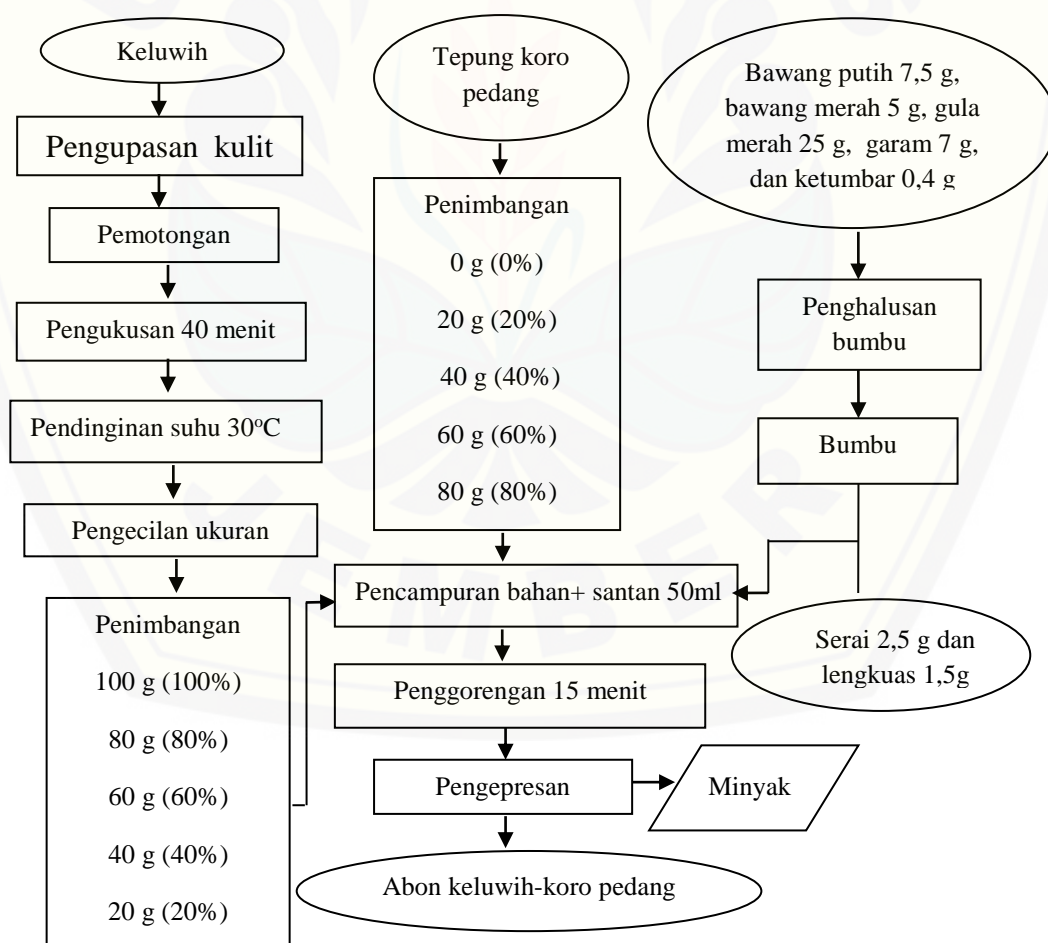 Keluwih
Pengupasan kulit
Pemotongan
Pengukusan 40 menit
Pendinginan suhu 30°C
Pengecilan ukuran
Penimbangan
100 g (100%)
80 g (80%)
60 g (60%)
40 g (40%)
20 g (20%)
Tepung koro
pedang
Penimbangan
0 g (0%)
20 g (20%)
40 g (40%)
60 g (60%)
80 g (80%)
Bawang putih 7,5 g,
bawang merah 5 g, gula
merah 25 g, garam 7 g,
dan ketumbar 0,4 g
Penghalusan
bumbu
Bumbu
Serai 2,5 g dan
lengkuas 1,5g
Pencampuran bahan+ santan 50ml
Penggorengan 15 menit
Pengepresan
Minyak
Abon keluwih-koro pedang
JEMBER